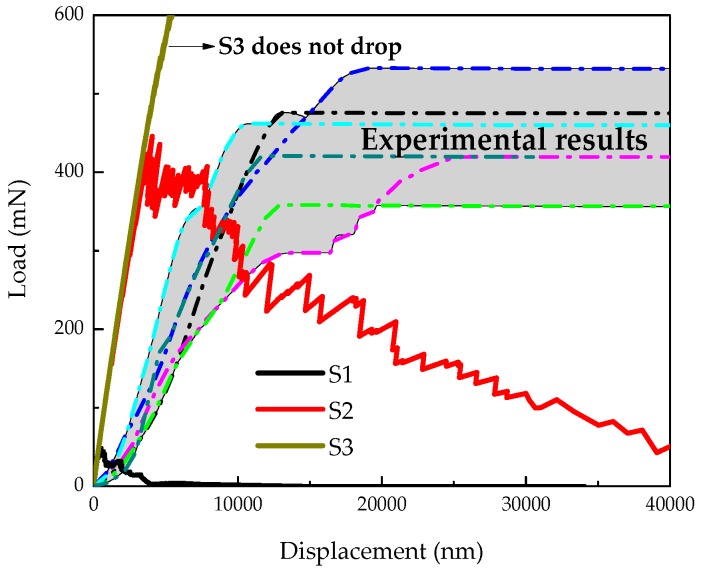 600
S3 does not drop
Experimental results
400
Load (mN)
200
S1
S2
S3
0
0 10000 20000 30000 40000
Displacement (nm)